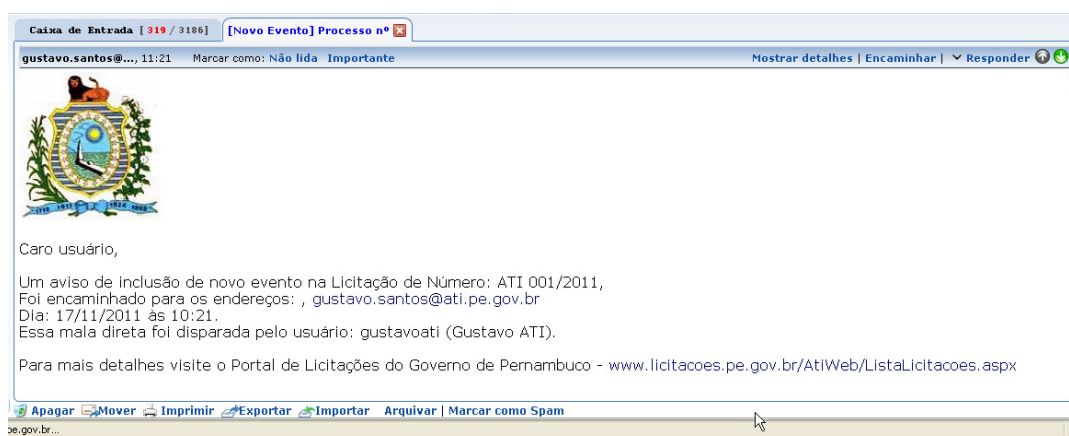 Caixa de Entrada [ 319 / 3186] [Novo Evento] Processo nº
gustavo.santos@..., 11:21 Marcar como: Não lida Importante Mostrar detalhes | Encaminhar | Responder
Caro usuário,
Um aviso de inclusão de novo evento na Licitação de Número: ATI 001/2011,
Foi encaminhado para os endereços: , gustavo.santos@ati.pe.gov.br
Dia: 17/11/2011 às 10:21.
Essa mala direta foi disparada pelo usuário: gustavoati (Gustavo ATI).
Para mais detalhes visite o Portal de Licitações do Governo de Pernambuco - www.licitacoes.pe.gov.br/AtiWeb/ListaLicitacoes.aspx
Apagar Mover Imprimir Exportar Importar Arquivar | Marcar como Spam
pe.gov.br...